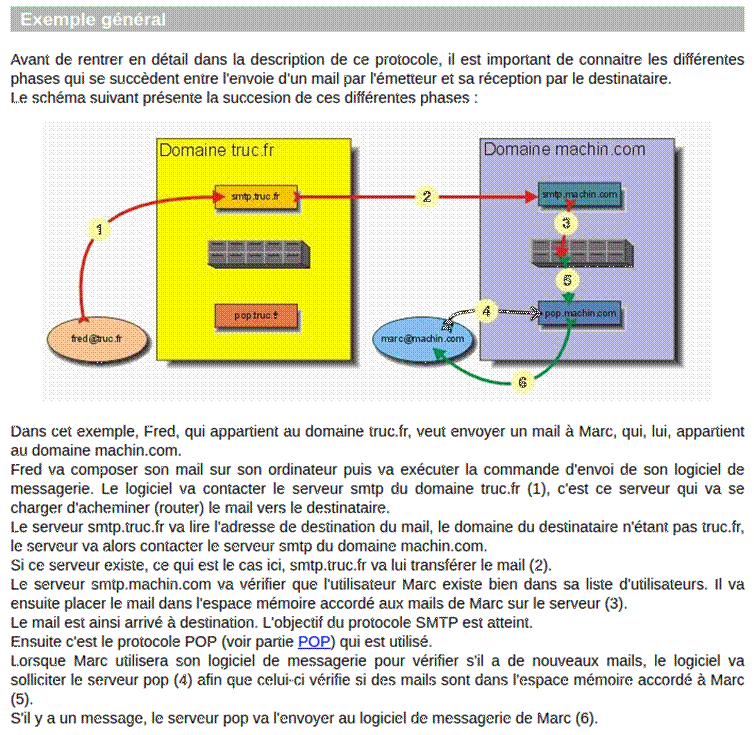 Exemple général
Avant de rentrer en détail dans la description de ce protocole, il est important de connaitre les différentes
phases qui se succèdent entre l'envoie d'un mail par l'émetteur et sa réception par le destinataire.
Le schéma suivant présente la succesion de ces différentes phases :
Domaine truc.fr
Domaine machin.com
smtp.truc.fr
2
smtp.machin.com
1
3
5
pop.truc.fr
4
pop.machin.com
fred@truc.fr
marc@machin.com
6
Dans cet exemple, Fred, qui appartient au domaine truc.fr, veut envoyer un mail à Marc, qui, lui, appartient
au domaine machin.com.
Fred va composer son mail sur son ordinateur puis va exécuter la commande d'envoi de son logiciel de
messagerie. Le logiciel va contacter le serveur smtp du domaine truc.fr (1), c'est ce serveur qui va se
charger d'acheminer (router) le mail vers le destinataire.
Le serveur smtp.truc.fr va lire l'adresse de destination du mail, le domaine du destinataire n'étant pas truc.fr,
le serveur va alors contacter le serveur smtp du domaine machin.com.
Si ce serveur existe, ce qui est le cas ici, smtp.truc.fr va lui transférer le mail (2).
Le serveur smtp.machin.com va vérifier que l'utilisateur Marc existe bien dans sa liste d'utilisateurs. Il va
ensuite placer le mail dans l'espace mémoire accordé aux mails de Marc sur le serveur (3).
Le mail est ainsi arrivé à destination. L'objectif du protocole SMTP est atteint.
Ensuite c'est le protocole POP (voir partie POP) qui est utilisé.
Lorsque Marc utilisera son logiciel de messagerie pour vérifier s'il a de nouveaux mails, le logiciel va
solliciter le serveur pop (4) afin que celui-ci vérifie si des mails sont dans l'espace mémoire accordé à Marc
(5).
S'il y a un message, le serveur pop va l'envoyer au logiciel de messagerie de Marc (6).